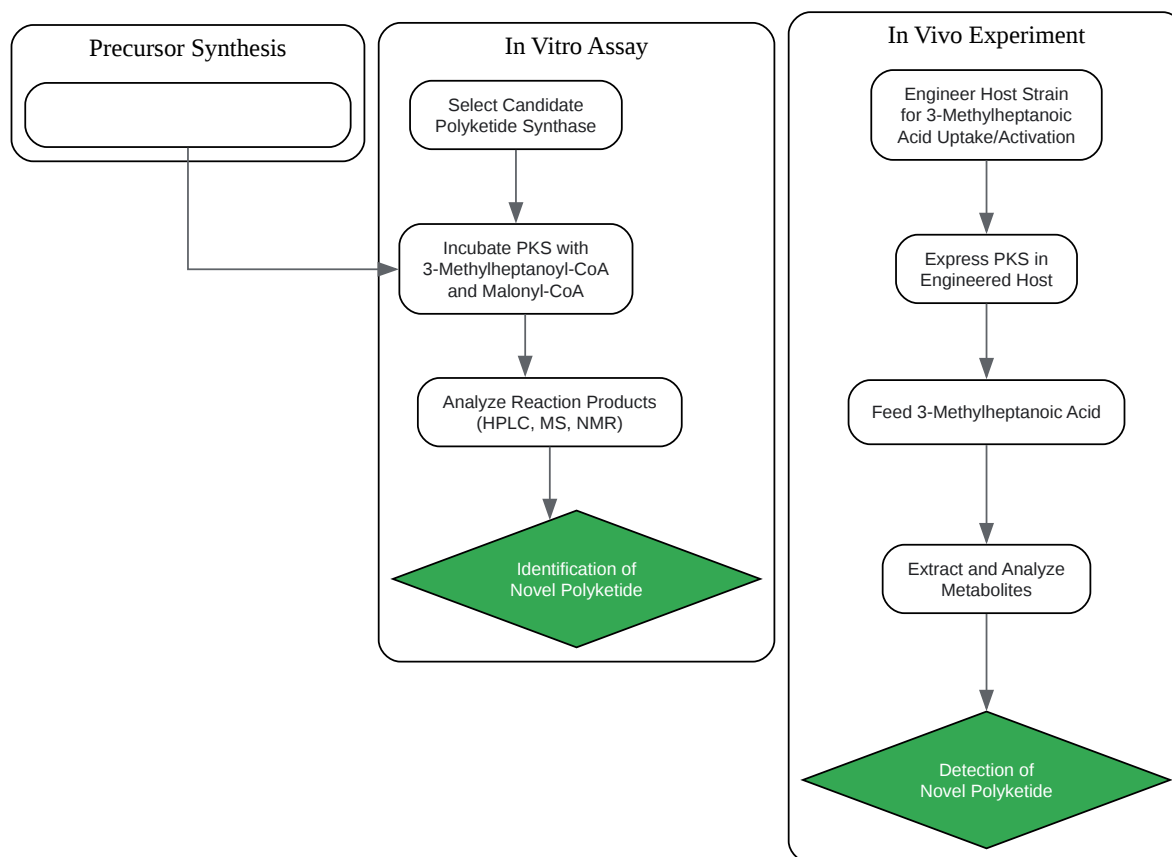 Precursor Synthesis
In Vitro Assay
Select Candidate
Polyketide Synthase
Incubate PKS with
3-Methylheptanoyl-CoA
and Malonyl-CoA
Analyze Reaction Products
(HPLC, MS, NMR)
Identification of
Novel Polyketide
In Vivo Experiment
Engineer Host Strain
for 3-Methylheptanoic
Acid Uptake/Activation
Express PKS in
Engineered Host
Feed 3-Methylheptanoic Acid
Extract and Analyze
Metabolites
Detection of
Novel Polyketide